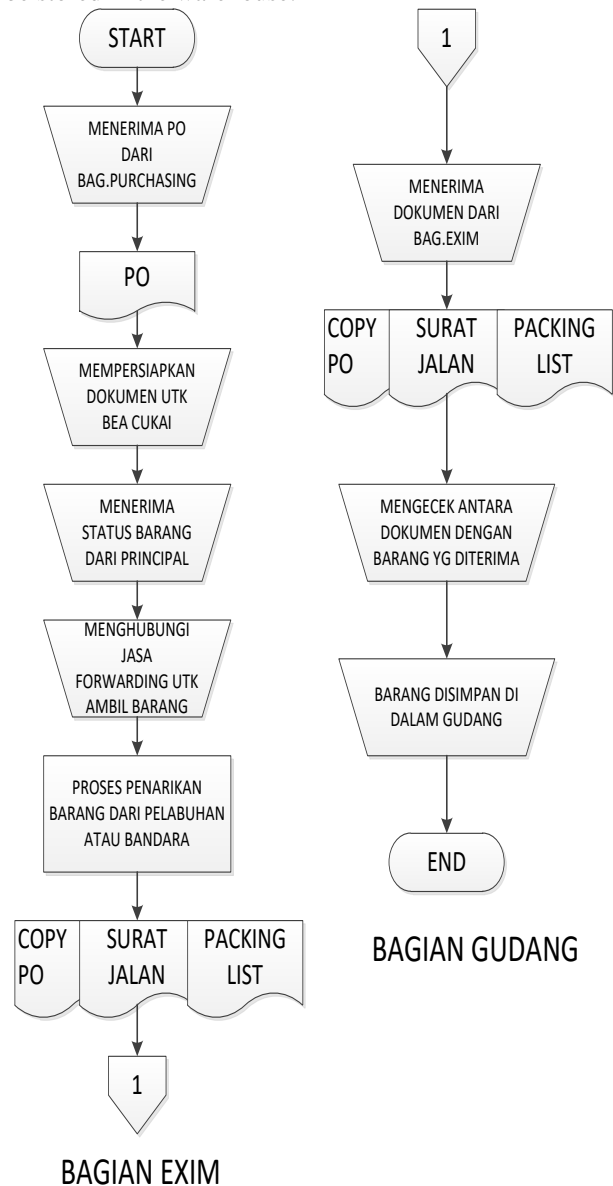 START
MENERIMA PO
DARI
BAG.PURCHASING
PO
MEMPERSIAPKAN
DOKUMEN UTK
BEA CUKAI
MENERIMA
STATUS BARANG
DARI PRINCIPAL
MENGHUBUNGI
JASA
FORWARDING UTK
AMBIL BARANG
PROSES PENARIKAN
BARANG DARI PELABUHAN
ATAU BANDARA
COPY
PO
SURAT
JALAN
PACKING
LIST
1
BAGIAN EXIM
1
MENERIMA
DOKUMEN DARI
BAG.EXIM
COPY
PO
SURAT
JALAN
PACKING
LIST
MENGECEK ANTARA
DOKUMEN DENGAN
BARANG YG DITERIMA
BARANG DISIMPAN DI
DALAM GUDANG
END
BAGIAN GUDANG